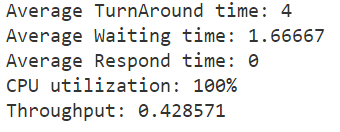 Average TurnAround time: 4
Average Waiting time: 1.66667
Average Respond time: 0
CPU utilization: 100%
Throughput: 0.428571